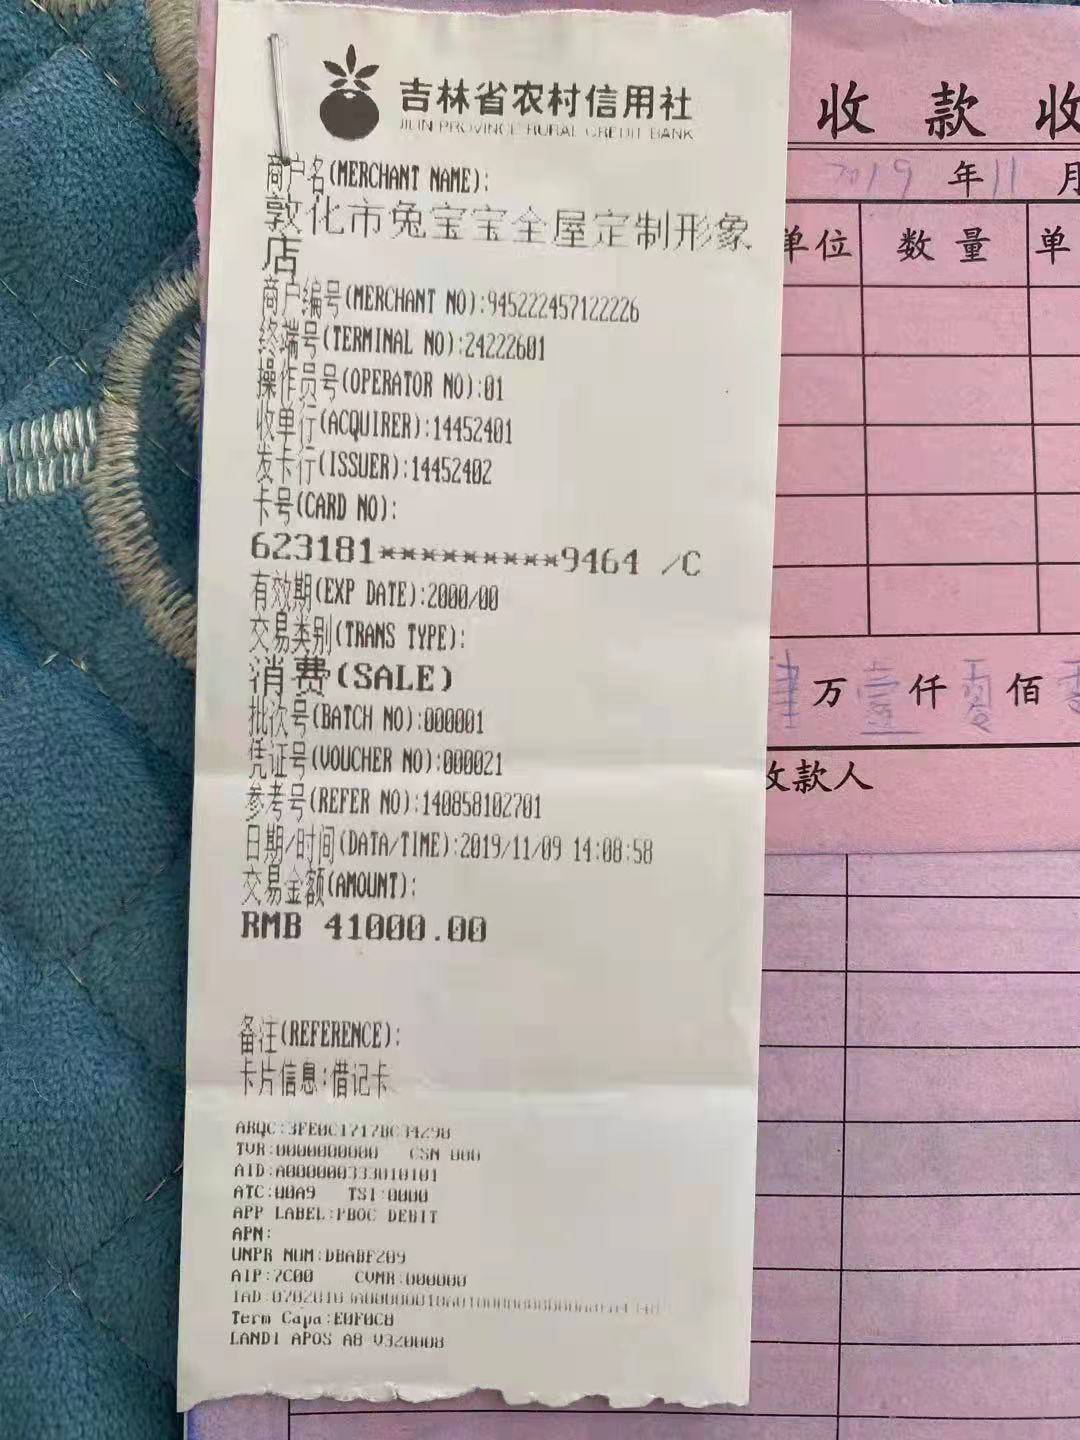 吉林省农村信用社
JILIN PROVINCE RURAL CREDIT BANK
商户名(MERCHANT NAME):
敦化市兔宝宝全屋定制形象
店
商户编号(MERCHANT NO):945222457122226
终端号(TERMINAL NO):24222601
操作员号(OPERATOR NO):01
收单行(ACQUIRER):14452401
发卡行(ISSUER):14452402
卡号(CARD NO):
623181*********9464 /C
有效期(EXP DATE):2000/00
交易类别(TRANS TYPE):
消费(SALE)
批次号(BATCH NO):000001
凭证号(VOUCHER NO):000021
参考号(REFER NO):140858102701
日期/时间(DATA/TIME):2019/11/09 14:08:58
交易金额(AMOUNT):
RMB 41000.00
备注(REFERENCE):
卡片信息:借记卡
ARQC:3FE0C1717BC34290
TVR:0000000000 CSN 000
AID:A000000333010101
ATC:00A9 TSI:0000
APP LABEL:PBOC DEBIT
APN:
UNPR NUM:DBABF209
AIP:7C00 CVMR:000000
Term Capa:E0F0C8
LANDI APOS A8 V320008
收款收
2019年11月
单位 数量 单
万壹仟零佰零
收款人